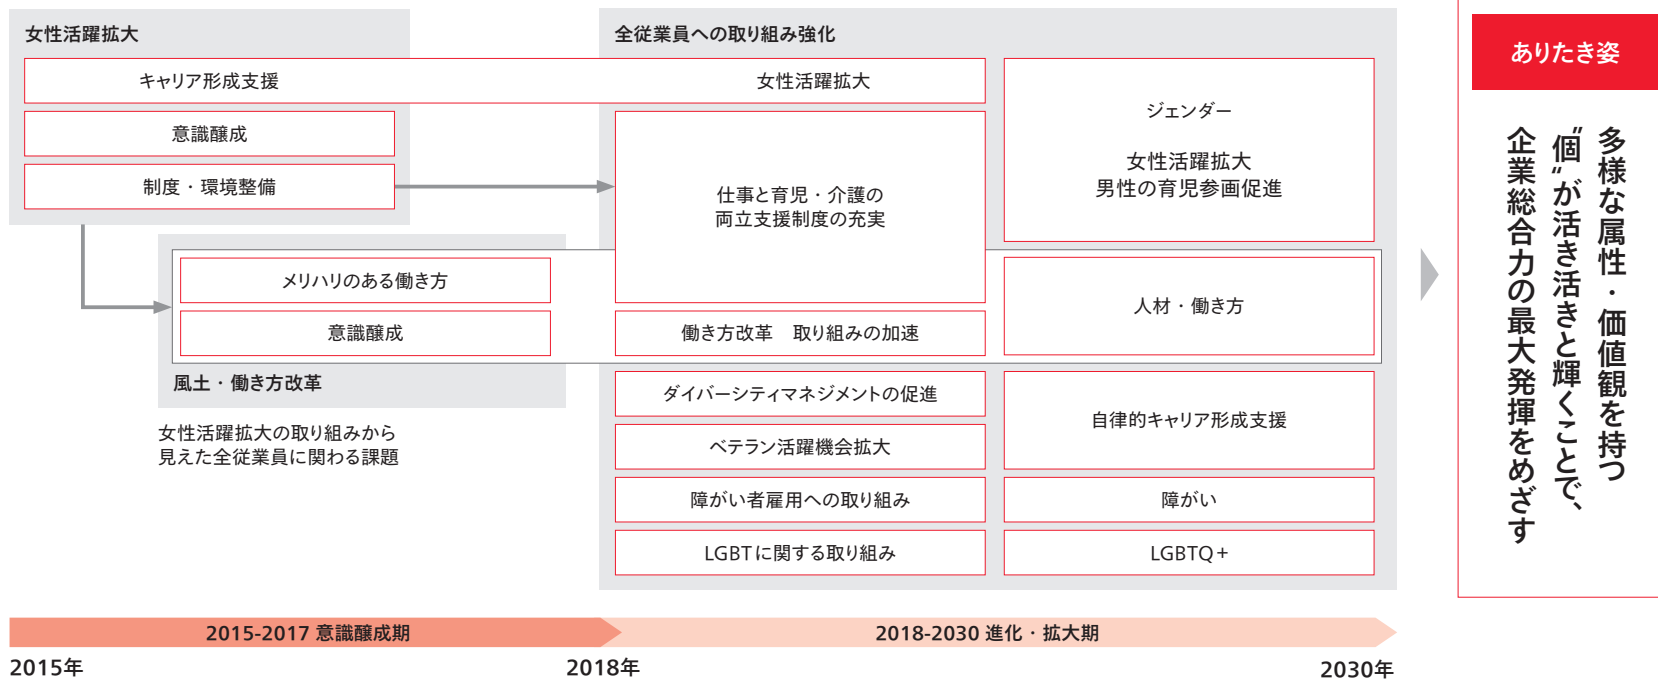 女性活躍拡大
キャリア形成支援
意識醸成
制度・環境整備
メリハリのある働き方
意識醸成
風土・働き方改革
女性活躍拡大の取り組みから
見えた全従業員に関わる課題
全従業員への取り組み強化
女性活躍拡大
仕事と育児・介護の
両立支援制度の充実
働き方改革　取り組みの加速
ダイバーシティマネジメントの促進
ベテラン活躍機会拡大
障がい者雇用への取り組み
LGBTに関する取り組み
ジェンダー
女性活躍拡大
男性の育児参画促進
人材・働き方
自律的キャリア形成支援
障がい
LGBTQ+
ありたき姿
多様な属性・価値観を持つ
“個”が活き活きと輝くことで、
企業総合力の最大発揮をめざす
2015-2017 意識醸成期
2018-2030 進化・拡大期
2015年
2018年
2030年